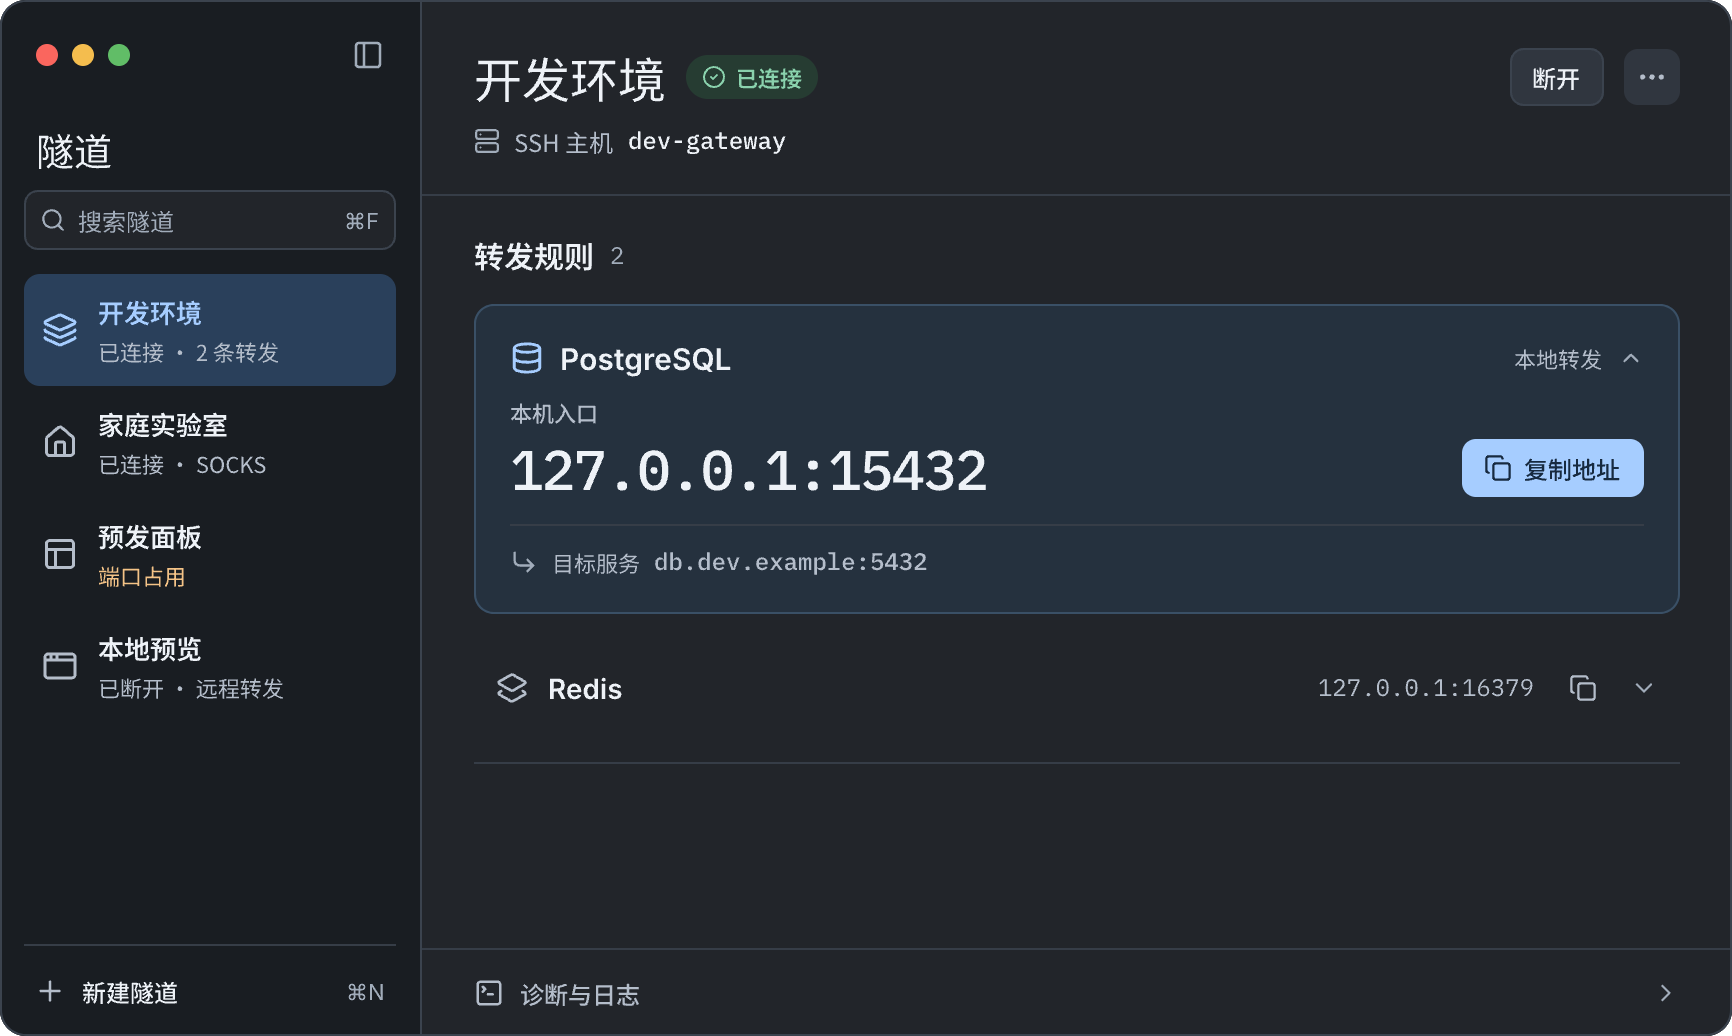 隧道
搜索隧道 ⌘F
开发环境
已连接 · 2 条转发
家庭实验室
已连接 · SOCKS
预发面板
端口占用
本地预览
已断开 · 远程转发
新建隧道 ⌘N
开发环境 已连接
断开
SSH 主机 dev-gateway
转发规则 2
PostgreSQL 本地转发
本机入口
127.0.0.1:15432 复制地址
目标服务 db.dev.example:5432
Redis 127.0.0.1:16379
诊断与日志